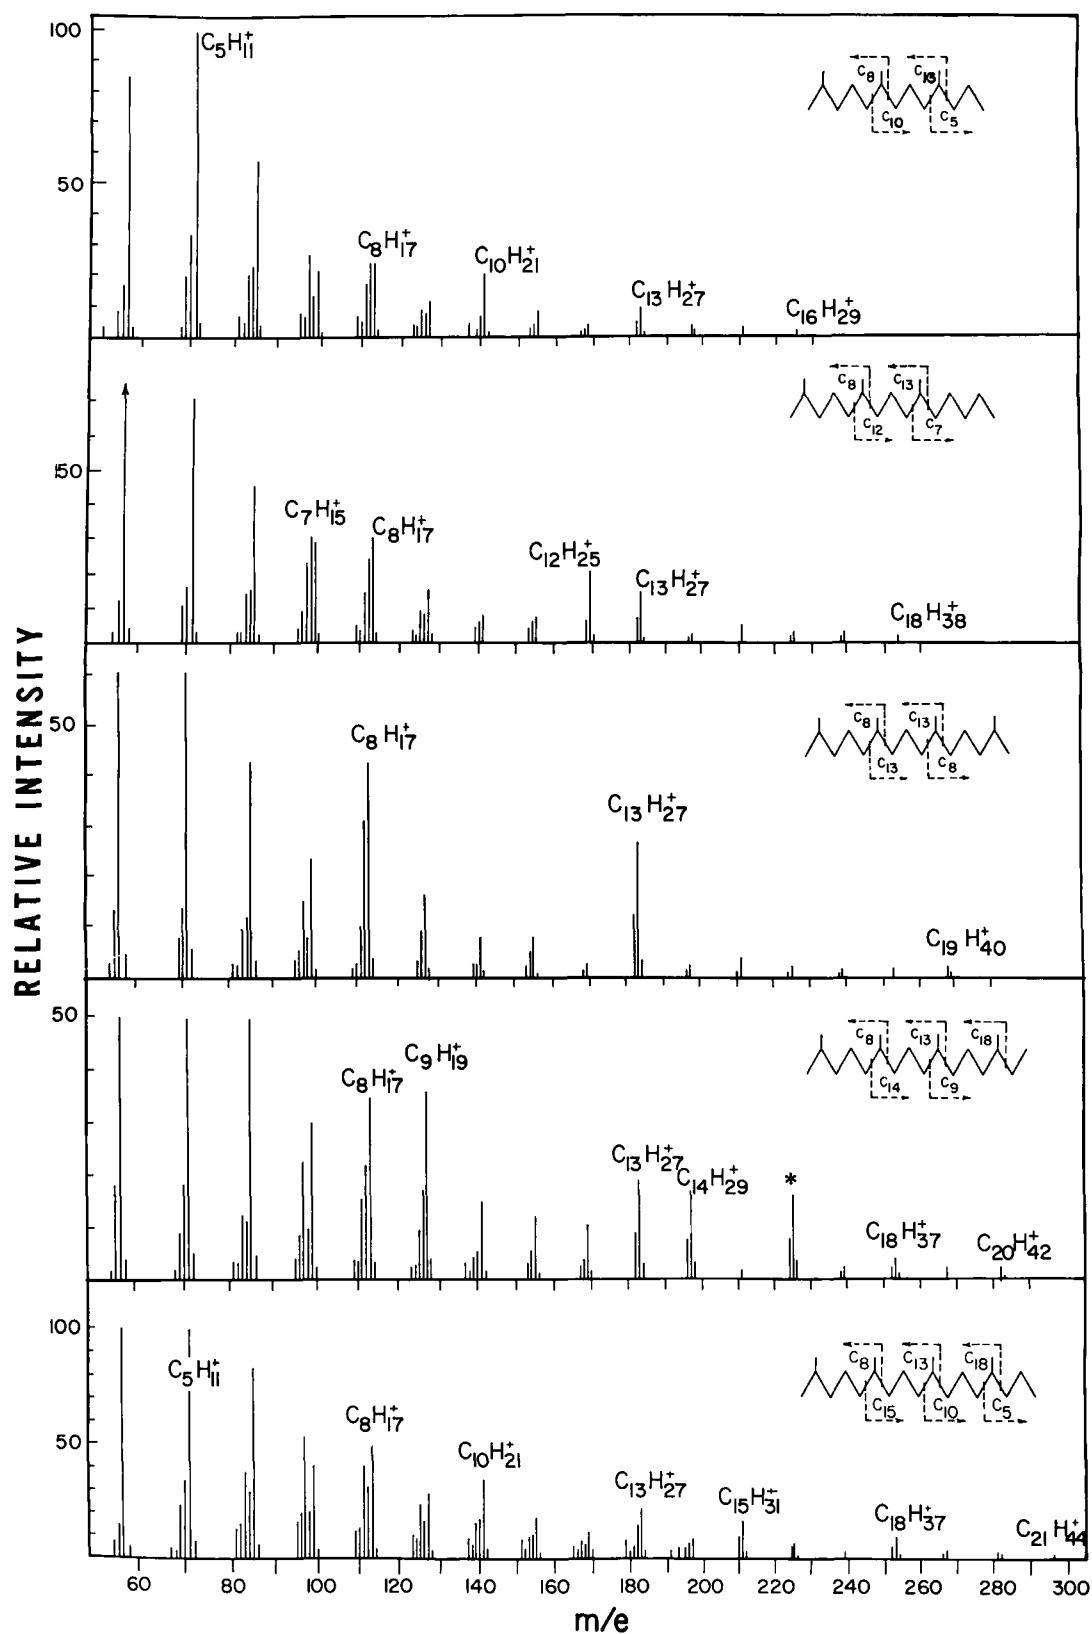 RELATIVE INTENSITY
100
50
C5H11+
C8H17+
C10H21+
C13H27+
C16H29+
C8 C13
C10 C5
50
C7H15+
C8H17+
C12H25+
C13H27+
C18H38+
C8 C13
C12 C7
50
C8H17+
C13H27+
C19H40+
C8 C13
C13 C8
50
C8H17+
C9H19+
C13H27+
C14H29+
*
C18H37+
C20H42+
C8 C13 C18
C14 C9
100
50
C5H11+
C8H17+
C10H21+
C13H27+
C15H31+
C18H37+
C21H44+
C8 C13 C18
C15 C10 C5
60 80 100 120 140 160 180 200 220 240 260 280 300
m/e